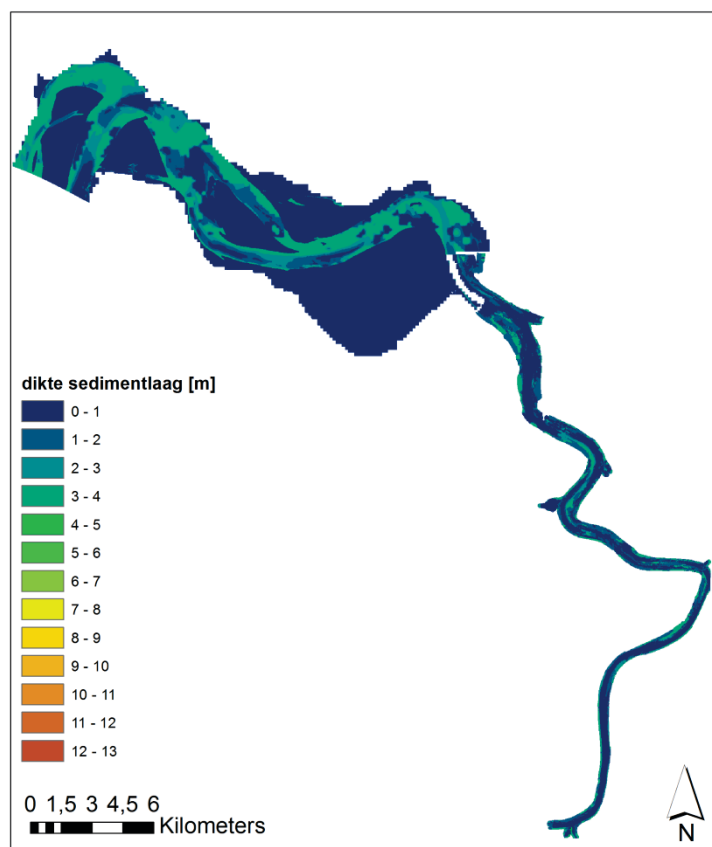 dikte sedimentlaag [m]
0 - 1
1 - 2
2 - 3
3 - 4
4 - 5
5 - 6
6 - 7
7 - 8
8 - 9
9 - 10
10 - 11
11 - 12
12 - 13
0 1,5 3 4,5 6
Kilometers
N